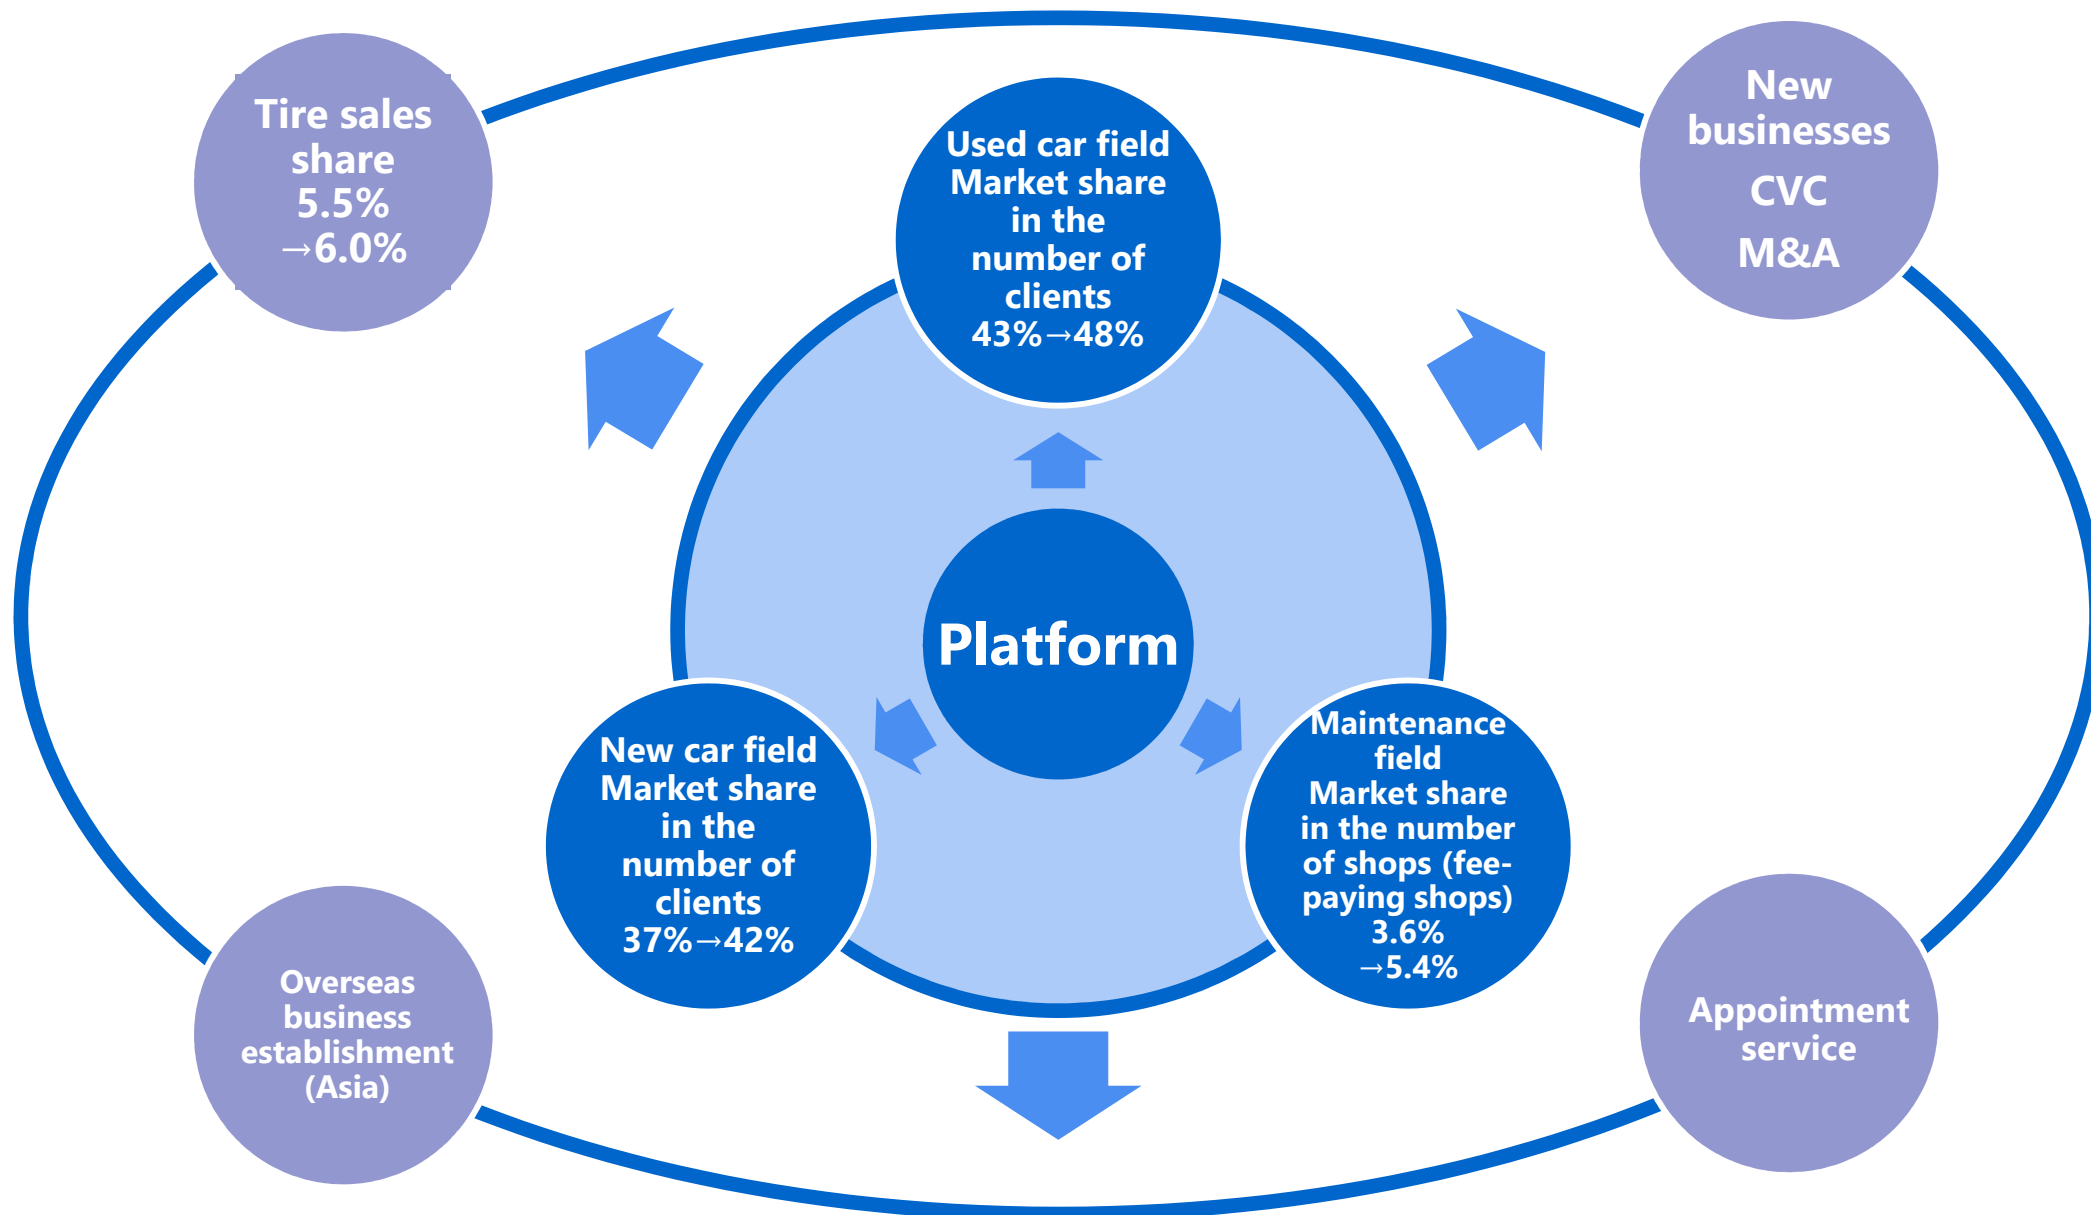 Tire sales
share
5.5%
→6.0%
New
businesses
CVC
M&A
Used car field
Market share
in the
number of
clients
43%→48%
Platform
New car field
Market share
in the
number of
clients
37%→42%
Maintenance
field
Market share
in the number
of shops (fee-
paying shops)
3.6%
→5.4%
Overseas
business
establishment
(Asia)
Appointment
service